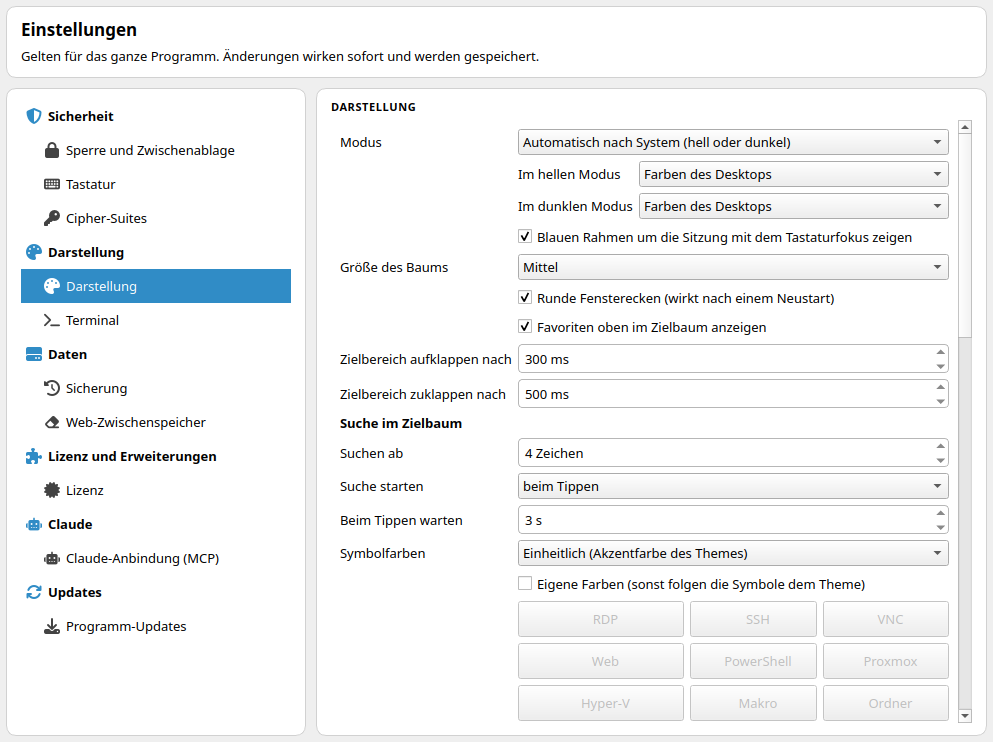 Einstellungen
Gelten für das ganze Programm. Änderungen wirken sofort und werden gespeichert.
Sicherheit
Sperre und Zwischenablage
Tastatur
Cipher-Suites
Darstellung
Darstellung
Terminal
Daten
Sicherung
Web-Zwischenspeicher
Lizenz und Erweiterungen
Lizenz
Claude
Claude-Anbindung (MCP)
Updates
Programm-Updates
DARSTELLUNG
Modus Automatisch nach System (hell oder dunkel)
Im hellen Modus Farben des Desktops
Im dunklen Modus Farben des Desktops
Blauen Rahmen um die Sitzung mit dem Tastaturfokus zeigen
Größe des Baums Mittel
Runde Fensterecken (wirkt nach einem Neustart)
Favoriten oben im Zielbaum anzeigen
Zielbereich aufklappen nach 300 ms
Zielbereich zuklappen nach 500 ms
Suche im Zielbaum
Suchen ab 4 Zeichen
Suche starten beim Tippen
Beim Tippen warten 3 s
Symbolfarben Einheitlich (Akzentfarbe des Themes)
Eigene Farben (sonst folgen die Symbole dem Theme)
RDP SSH VNC
Web PowerShell Proxmox
Hyper-V Makro Ordner